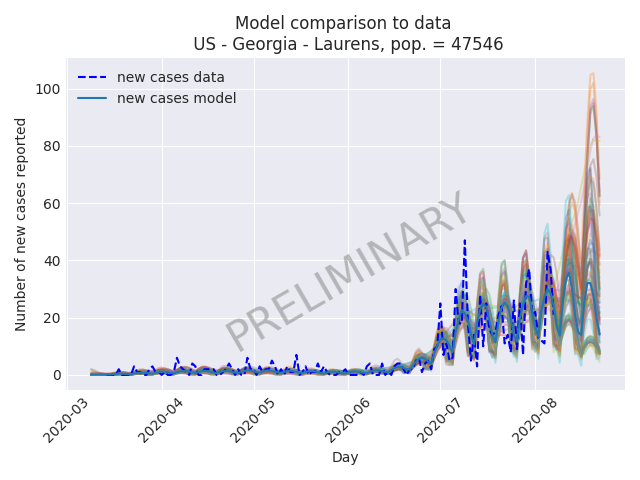 Model comparison to data
US - Georgia - Laurens, pop. = 47546
new cases data
new cases model
PRELIMINARY
Number of new cases reported
100
80
60
40
20
0
2020-03
2020-04
2020-05
2020-06
2020-07
2020-08
Day